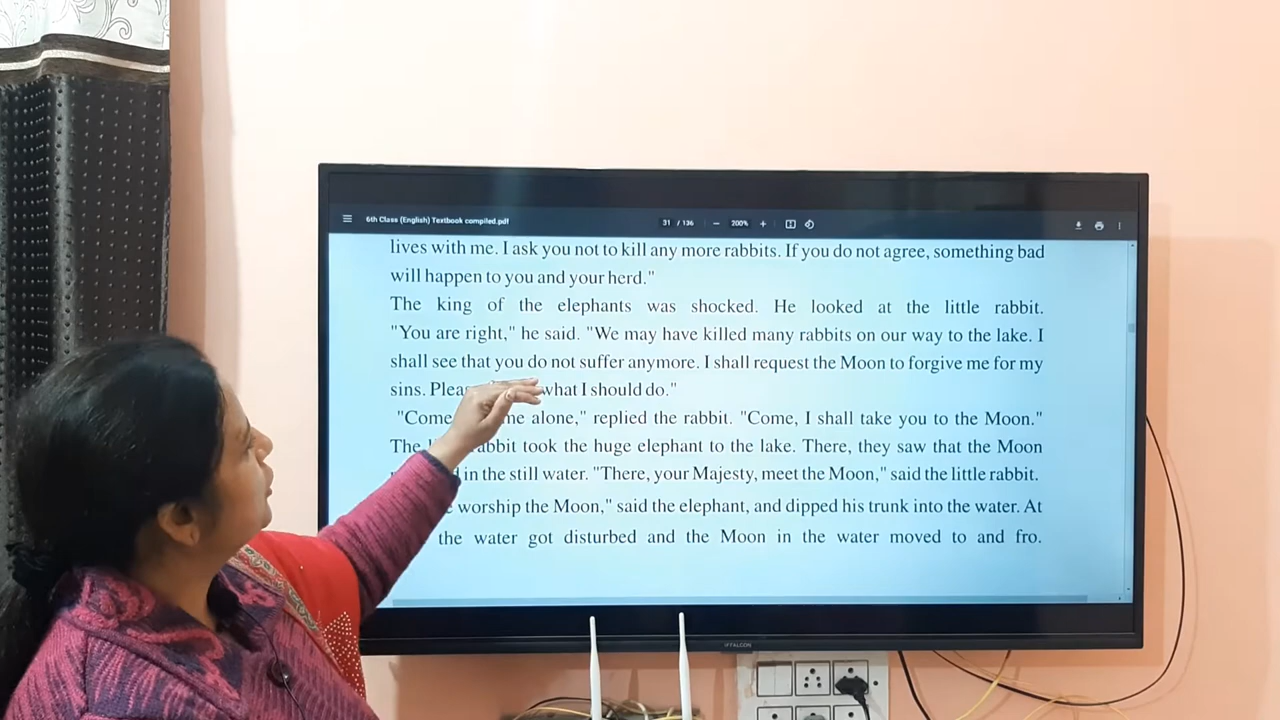 6th Class (English) Textbook compiled.pdf 31 / 136 − 200% +
lives with me. I ask you not to kill any more rabbits. If you do not agree, something bad
will happen to you and your herd."
The king of the elephants was shocked. He looked at the little rabbit.
"You are right," he said. "We may have killed many rabbits on our way to the lake. I
shall see that you do not suffer anymore. I shall request the Moon to forgive me for my
sins. what I should do."
"Come alone," replied the rabbit. "Come, I shall take you to the Moon."
The rabbit took the huge elephant to the lake. There, they saw that the Moon
in the still water. "There, your Majesty, meet the Moon," said the little rabbit.
worship the Moon," said the elephant, and dipped his trunk into the water. At
the water got disturbed and the Moon in the water moved to and fro.
iFFALCON